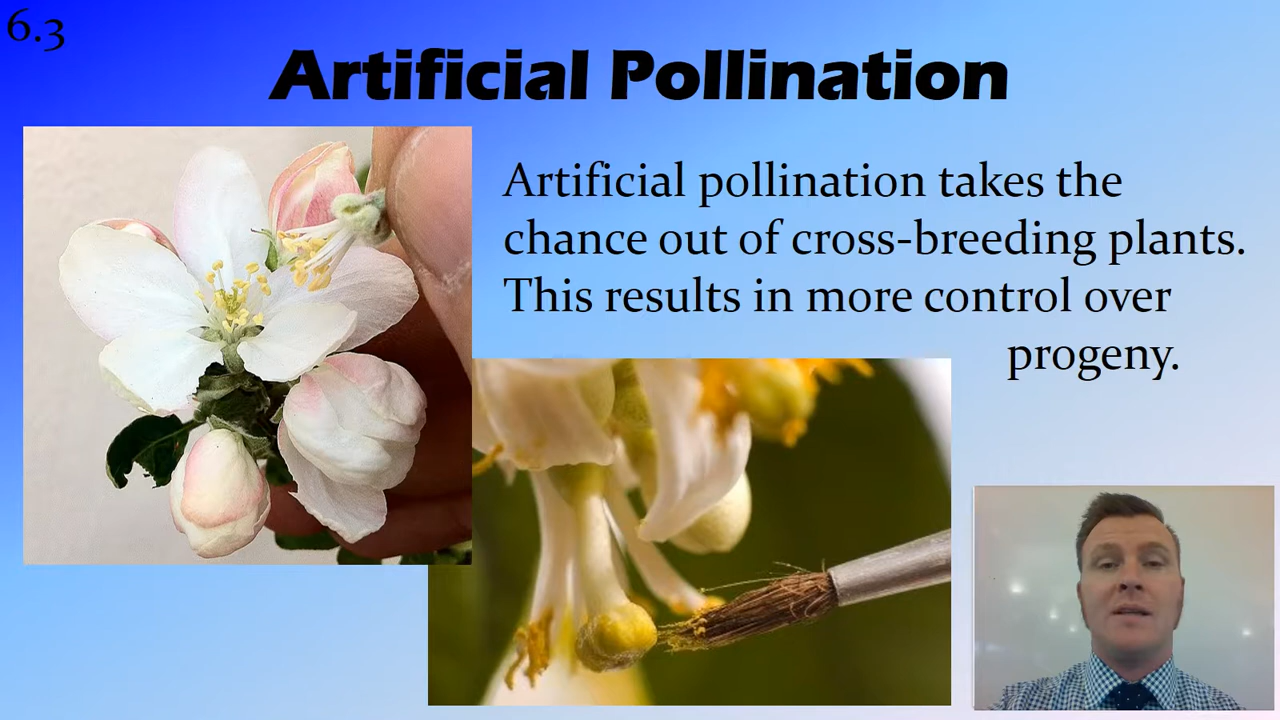 6.3
Artificial Pollination
Artificial pollination takes the
chance out of cross-breeding plants.
This results in more control over
progeny.